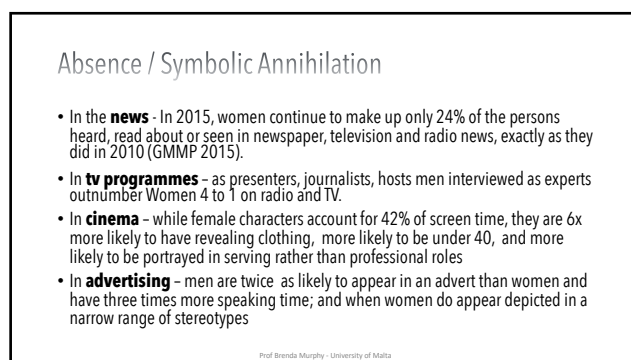 Absence / Symbolic Annihilation
• In the news - In 2015, women continue to make up only 24% of the persons
heard, read about or seen in newspaper, television and radio news, exactly as they
did in 2010 (GMMP 2015).
• In tv programmes – as presenters, journalists, hosts men interviewed as experts
outnumber Women 4 to 1 on radio and TV.
• In cinema – while female characters account for 42% of screen time, they are 6x
more likely to have revealing clothing, more likely to be under 40, and more
likely to be portrayed in serving rather than professional roles
• In advertising – men are twice as likely to appear in an advert than women and
have three times more speaking time; and when women do appear depicted in a
narrow range of stereotypes
Prof Brenda Murphy - University of Malta